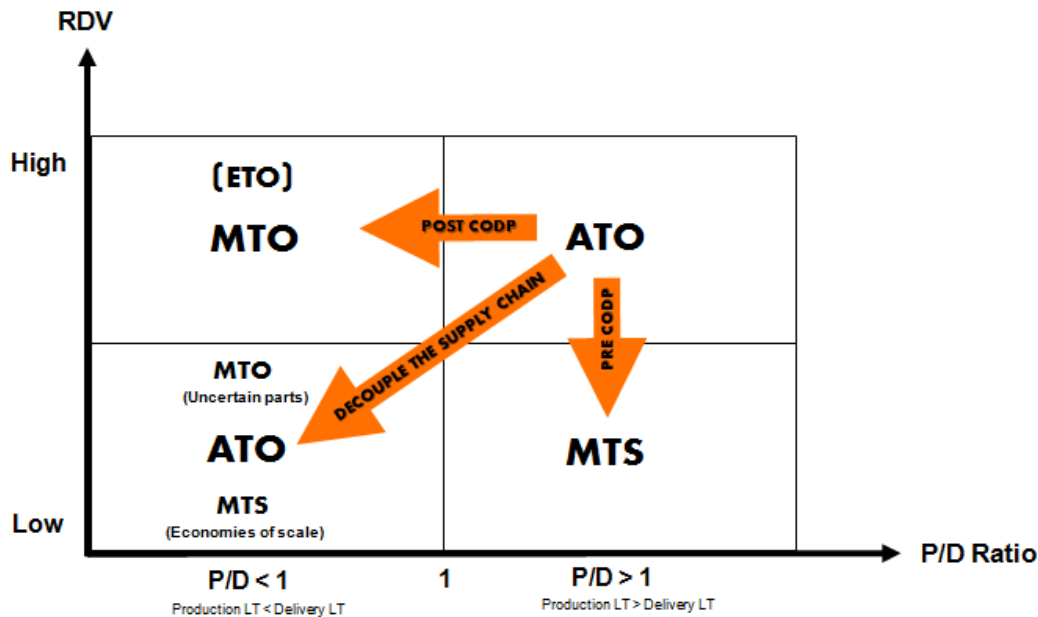 RDV
High
(ETO)
MTO
POST CODP
ATO
DECOUPLE THE SUPPLY CHAIN
PRE CODP
MTO
(Uncertain parts)
ATO
MTS
MTS
(Economies of scale)
Low
P/D < 1
1
P/D > 1
P/D Ratio
Production LT < Delivery LT
Production LT > Delivery LT